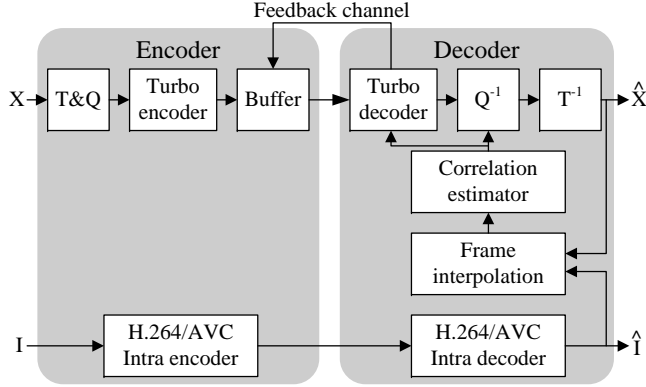 Feedback channel
Encoder
Decoder
X
T&Q
Turbo
encoder
Buffer
Turbo
decoder
Q⁻¹
T⁻¹
X̂
Correlation
estimator
Frame
interpolation
I
H.264/AVC
Intra encoder
H.264/AVC
Intra decoder
Î